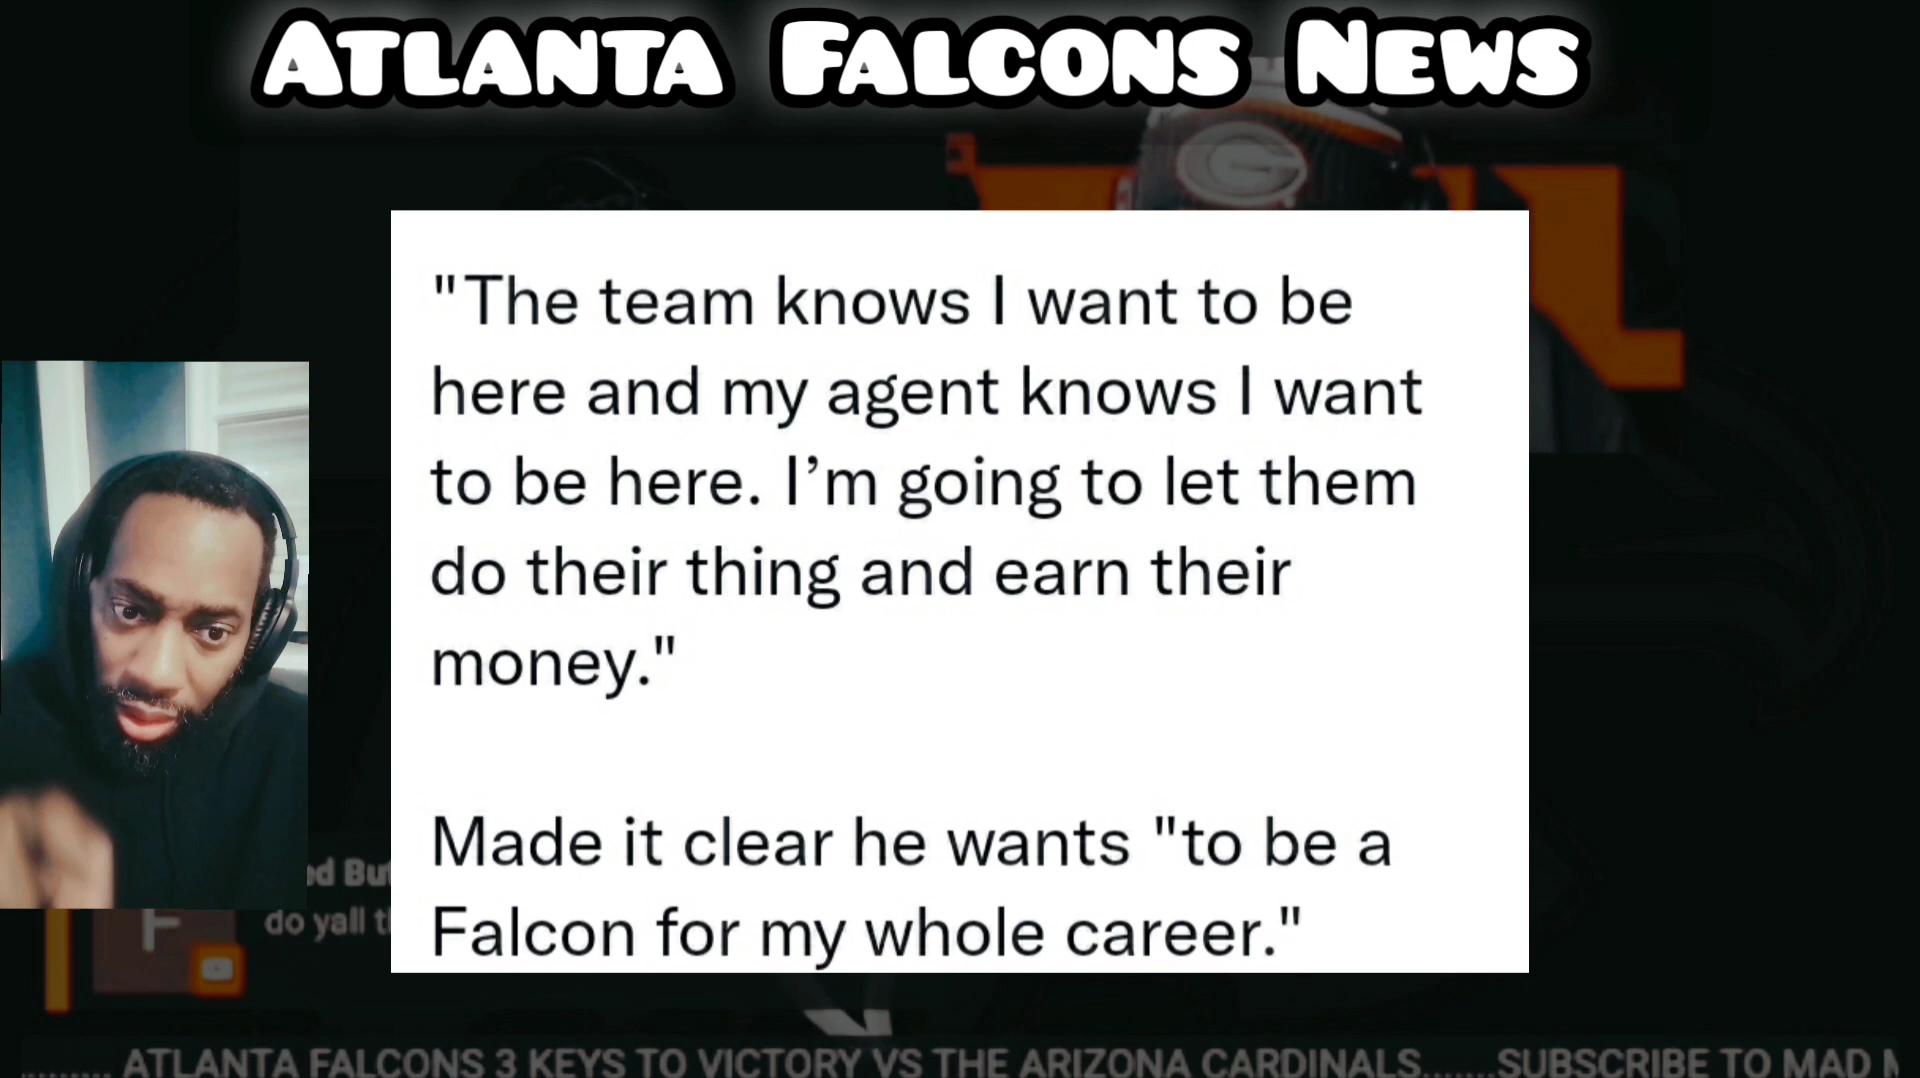 ATLANTA FALCONS NEWS
G
"The team knows I want to be
here and my agent knows I want
to be here. I’m going to let them
do their thing and earn their
money."
Made it clear he wants "to be a
Falcon for my whole career."
F
do yall
......... ATLANTA FALCONS 3 KEYS TO VICTORY VS THE ARIZONA CARDINALS.......SUBSCRIBE TO MAD